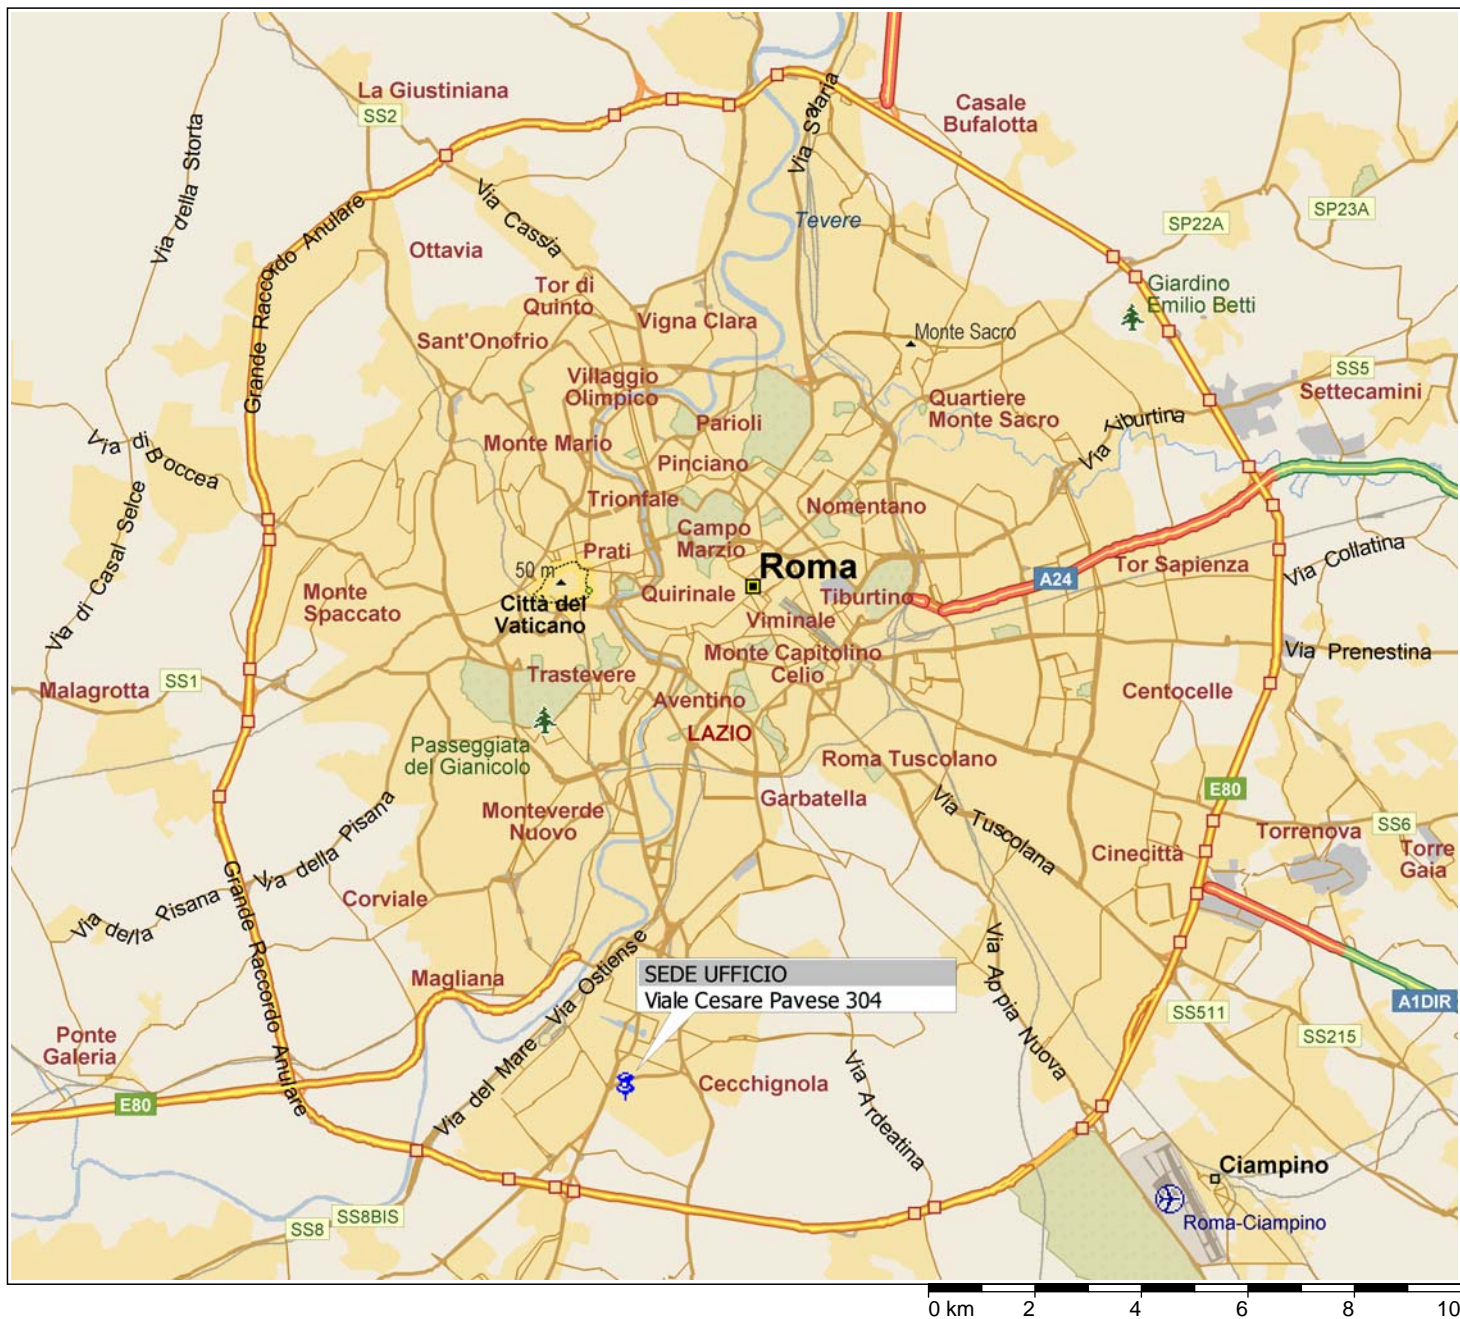 La Giustiniana
SS2
Casale
Bufalotta
Via Salaria
Via della Storta
Via Cassia
Tevere
SP22A
SP23A
Grande Raccordo Anulare
Ottavia
Tor di
Quinto
Giardino
Emilio Betti
Vigna Clara
Monte Sacro
Sant'Onofrio
SS5
Settecamini
Villaggio
Olimpico
Quartiere
Monte Sacro
Parioli
Via Tiburtina
Via di Boccea
Monte Mario
Pinciano
Via di Casal Selce
Trionfale
Nomentano
Campo
Marzio
Prati
Roma
50 m
Via Collatina
Tor Sapienza
A24
Monte
Spaccato
Città del
Vaticano
Quirinale
Tiburtino
Viminale
Monte Capitolino
Celio
Via Prenestina
Trastevere
Malagrotta
SS1
Aventino
Centocelle
LAZIO
Passeggiata
del Gianicolo
Roma Tuscolano
E80
Garbatella
Monteverde
Nuovo
Via Tuscolana
Via della Pisana
Torrenova
SS6
Torre
Gaia
Cinecittà
Grande Raccordo Anulare
Corviale
Via della Pisana
Via Ostiense
Via Appia Nuova
Magliana
SEDE UFFICIO
Viale Cesare Pavese 304
A1DIR
SS511
SS215
Ponte
Galeria
Via del Mare
Cecchignola
Via Ardeatina
E80
Ciampino
SS8BIS
SS8
Roma-Ciampino
0 km 2 4 6 8 10